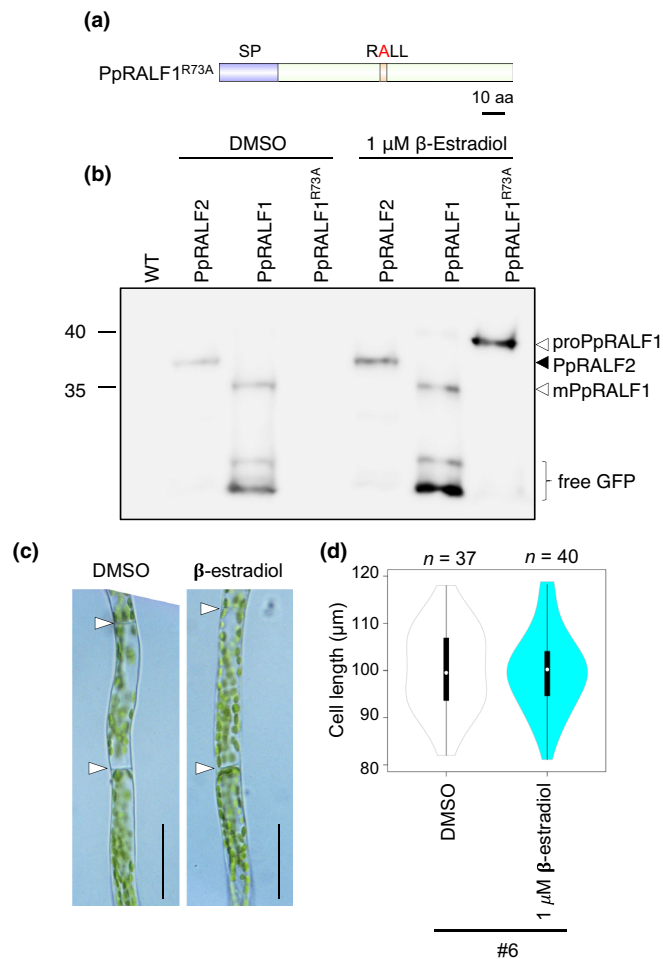 (a)
SP RALL
PpRALF1R73A
10 aa
DMSO 1 µM β-Estradiol
(b)
WT PpRALF2 PpRALF1 PpRALF1R73A PpRALF2 PpRALF1 PpRALF1R73A
40
35
proPpRALF1
PpRALF2
mPpRALF1
free GFP
(c)
DMSO β-estradiol
(d)
n = 37 n = 40
Cell length (µm)
120
110
100
90
80
DMSO 1 µM β-estradiol
#6